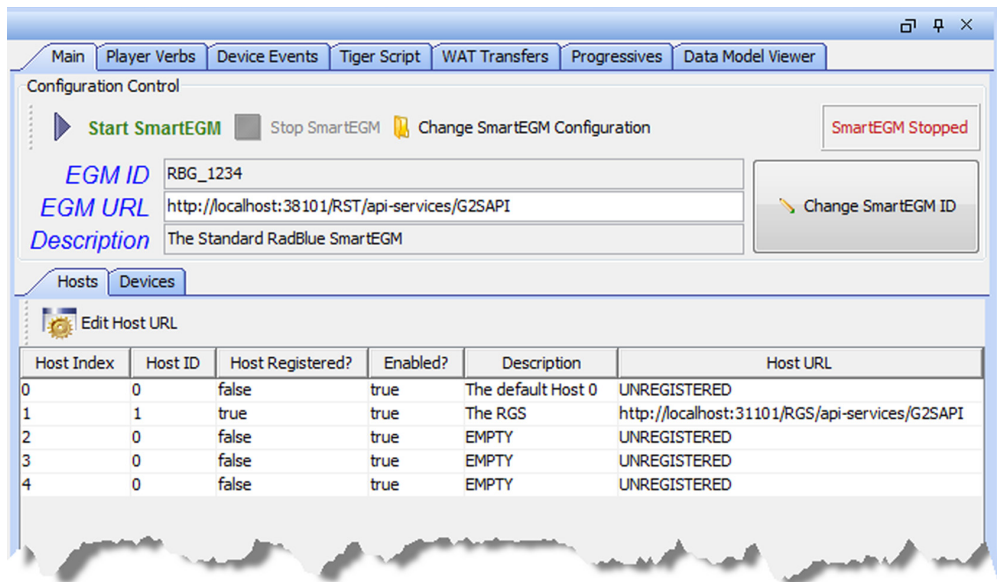 Main Player Verbs Device Events Tiger Script WAT Transfers Progressives Data Model Viewer
Configuration Control
Start SmartEGM Stop SmartEGM Change SmartEGM Configuration SmartEGM Stopped
EGM ID RBG_1234
EGM URL http://localhost:38101/RST/api-services/G2SAPI Change SmartEGM ID
Description The Standard RadBlue SmartEGM
Hosts Devices
Edit Host URL
Host Index Host ID Host Registered? Enabled? Description Host URL
0 0 false true The default Host 0 UNREGISTERED
1 1 true true The RGS http://localhost:31101/RGS/api-services/G2SAPI
2 0 false true EMPTY UNREGISTERED
3 0 false true EMPTY UNREGISTERED
4 0 false true EMPTY UNREGISTERED